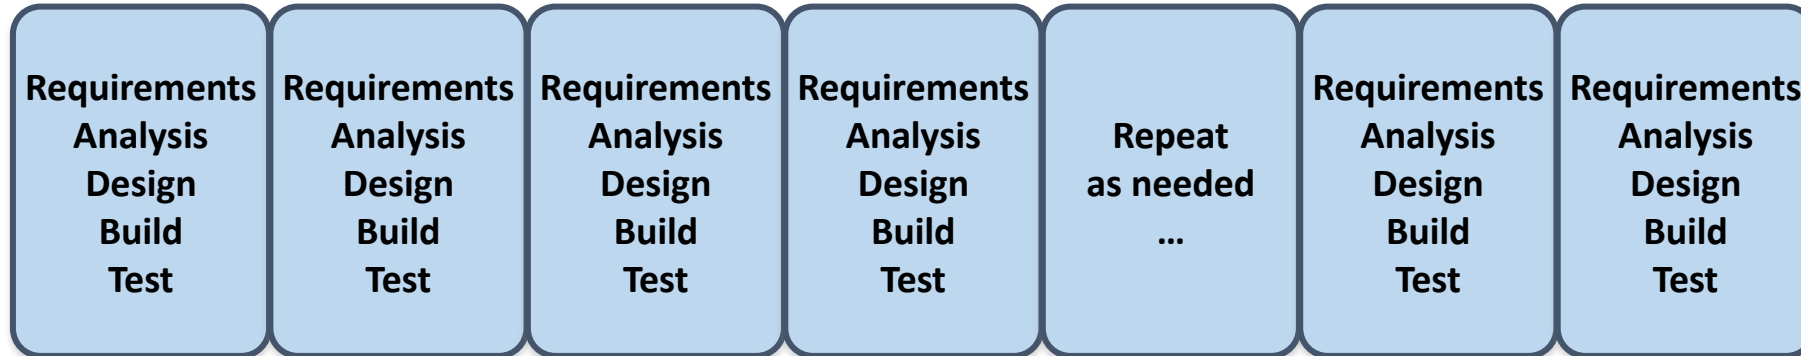 Requirements
Analysis
Design
Build
Test
Requirements
Analysis
Design
Build
Test
Requirements
Analysis
Design
Build
Test
Requirements
Analysis
Design
Build
Test
Repeat
as needed
...
Requirements
Analysis
Design
Build
Test
Requirements
Analysis
Design
Build
Test